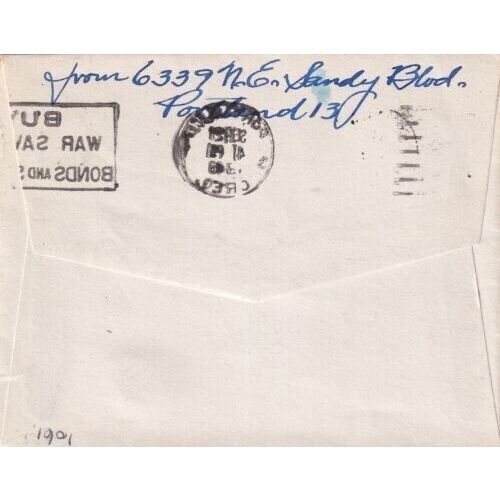 from 6339 N.E. Sandy Blvd.
Portland 13
BUY
WAR SAV
BONDS AND S
1901